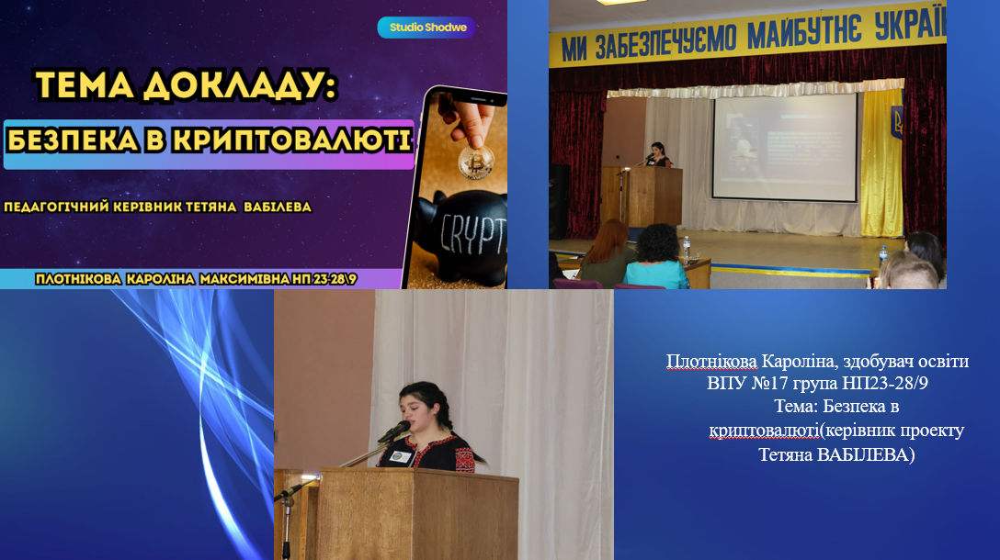 Studio Shodwe
ТЕМА ДОКЛАДУ:
БЕЗПЕКА В КРИПТОВАЛЮТІ
ПЕДАГОГІЧНИЙ КЕРІВНИК ТЕТЯНА ВАБІЛЕВА
CRYPT
ПЛОТНІКОВА КАРОЛІНА МАКСИМІВНА НП 23-28\9
МИ ЗАБЕЗПЕЧУЄМО МАЙБУТНЄ УКРАЇН
Плотнікова Кароліна, здобувач освіти
ВПУ №17 група НП23-28/9
Тема: Безпека в
криптовалюті(керівник проекту
Тетяна ВАБІЛЕВА)